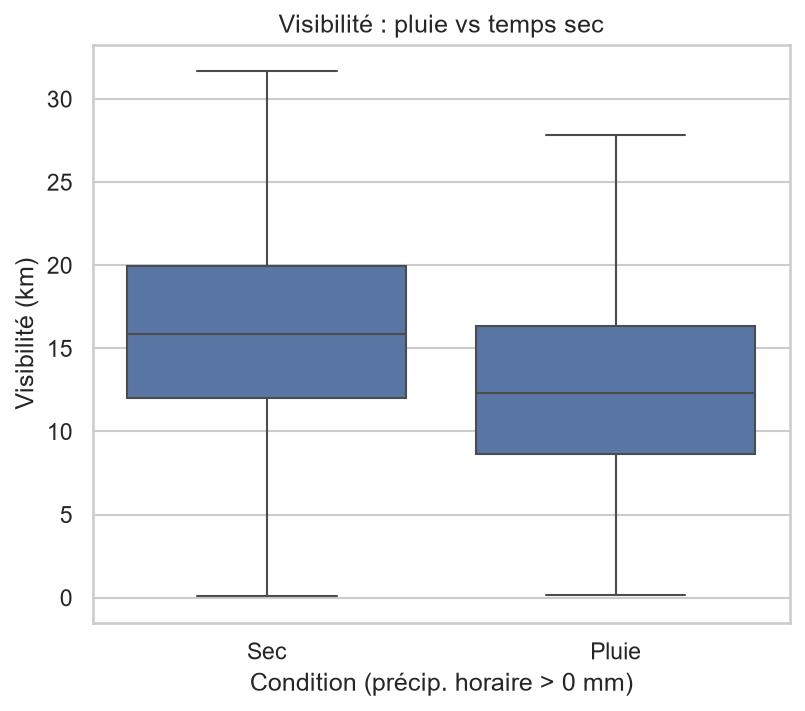 Visibilité : pluie vs temps sec
Visibilité (km)
30
25
20
15
10
5
0
Sec
Pluie
Condition (précip. horaire > 0 mm)